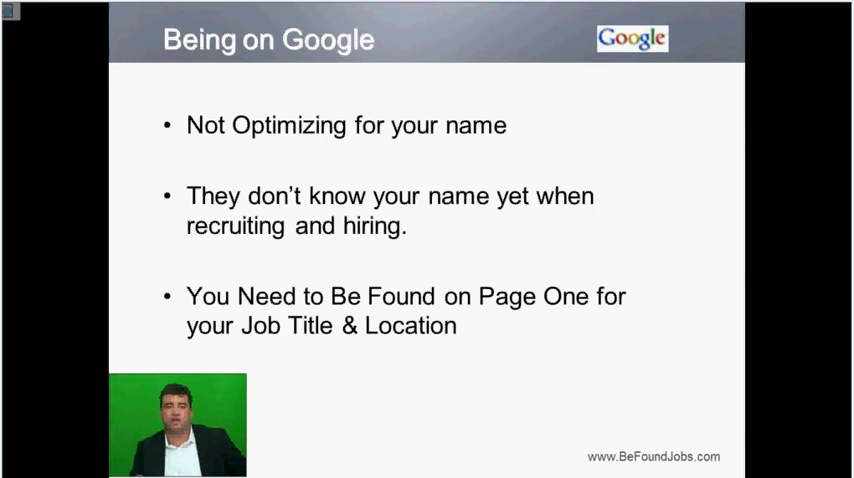 Being on Google
Google
• Not Optimizing for your name
• They don't know your name yet when
recruiting and hiring.
• You Need to Be Found on Page One for
your Job Title & Location
www.BeFoundJobs.com